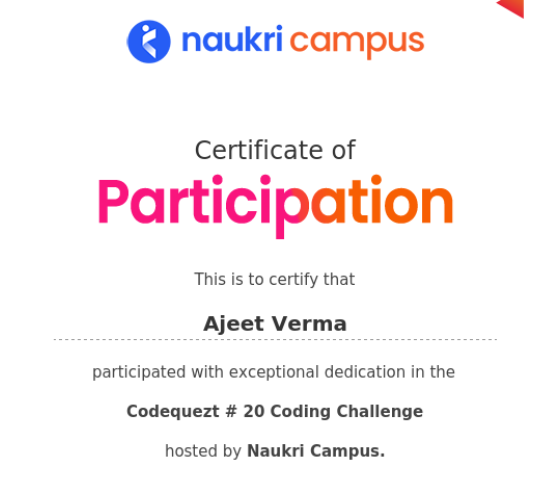 naukri campus
Certificate of
Participation
This is to certify that
Ajeet Verma
participated with exceptional dedication in the
Codequezt # 20 Coding Challenge
hosted by Naukri Campus.